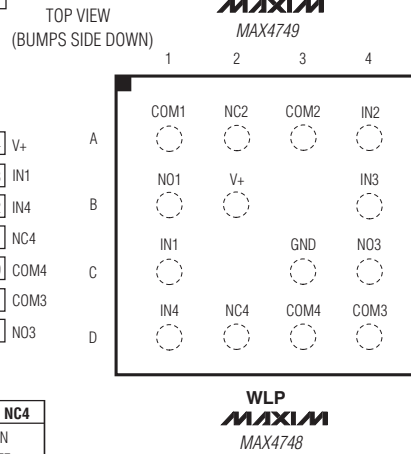 TOP VIEW
(BUMPS SIDE DOWN)
MAXIM
MAX4749
1 2 3 4
A COM1 NC2 COM2 IN2
B NO1 V+ IN3
C IN1 GND NO3
D IN4 NC4 COM4 COM3
V+
IN1
IN4
NC4
COM4
COM3
NO3
NC4
WLP
MAXIM
MAX4748